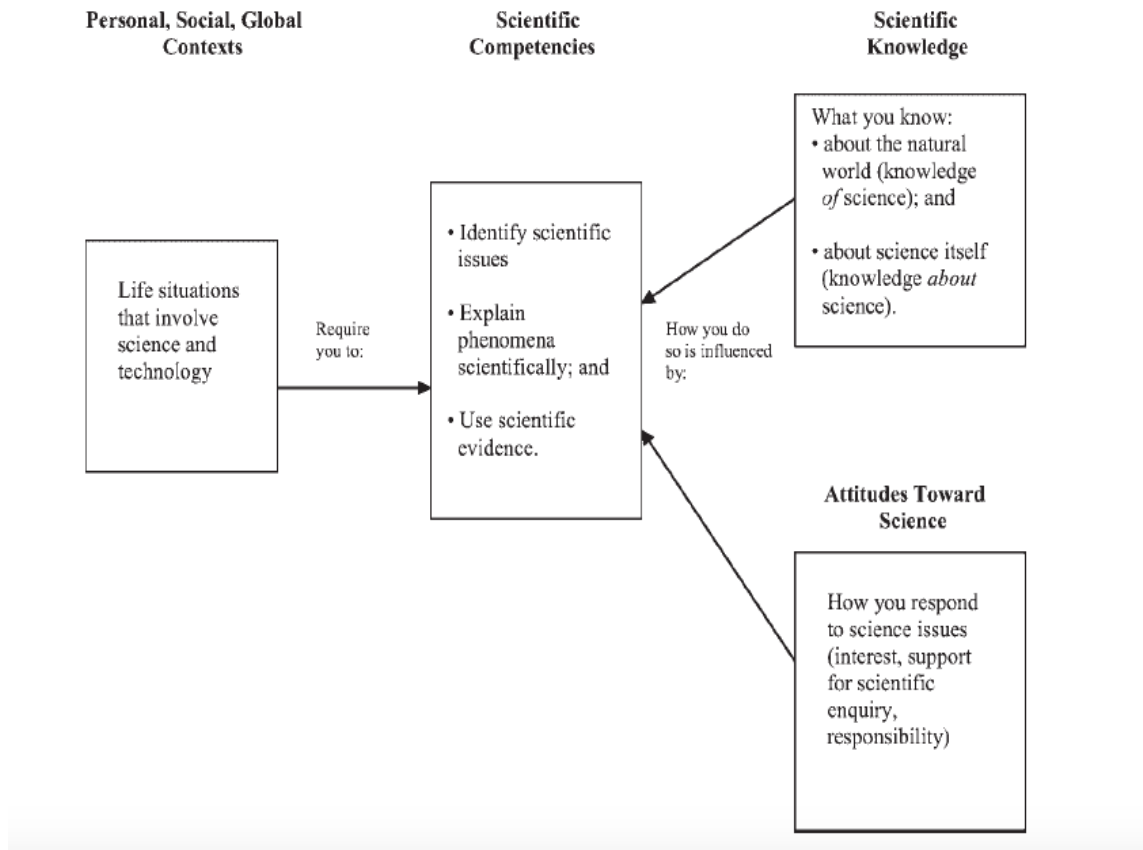 Personal, Social, Global
Contexts
Scientific
Competencies
Scientific
Knowledge
Life situations
that involve
science and
technology
Require
you to:
• Identify scientific
issues
• Explain
phenomena
scientifically; and
• Use scientific
evidence.
How you do
so is influenced
by:
What you know:
• about the natural
world (knowledge
of science); and
• about science itself
(knowledge about
science).
Attitudes Toward
Science
How you respond
to science issues
(interest, support
for scientific
enquiry,
responsibility)